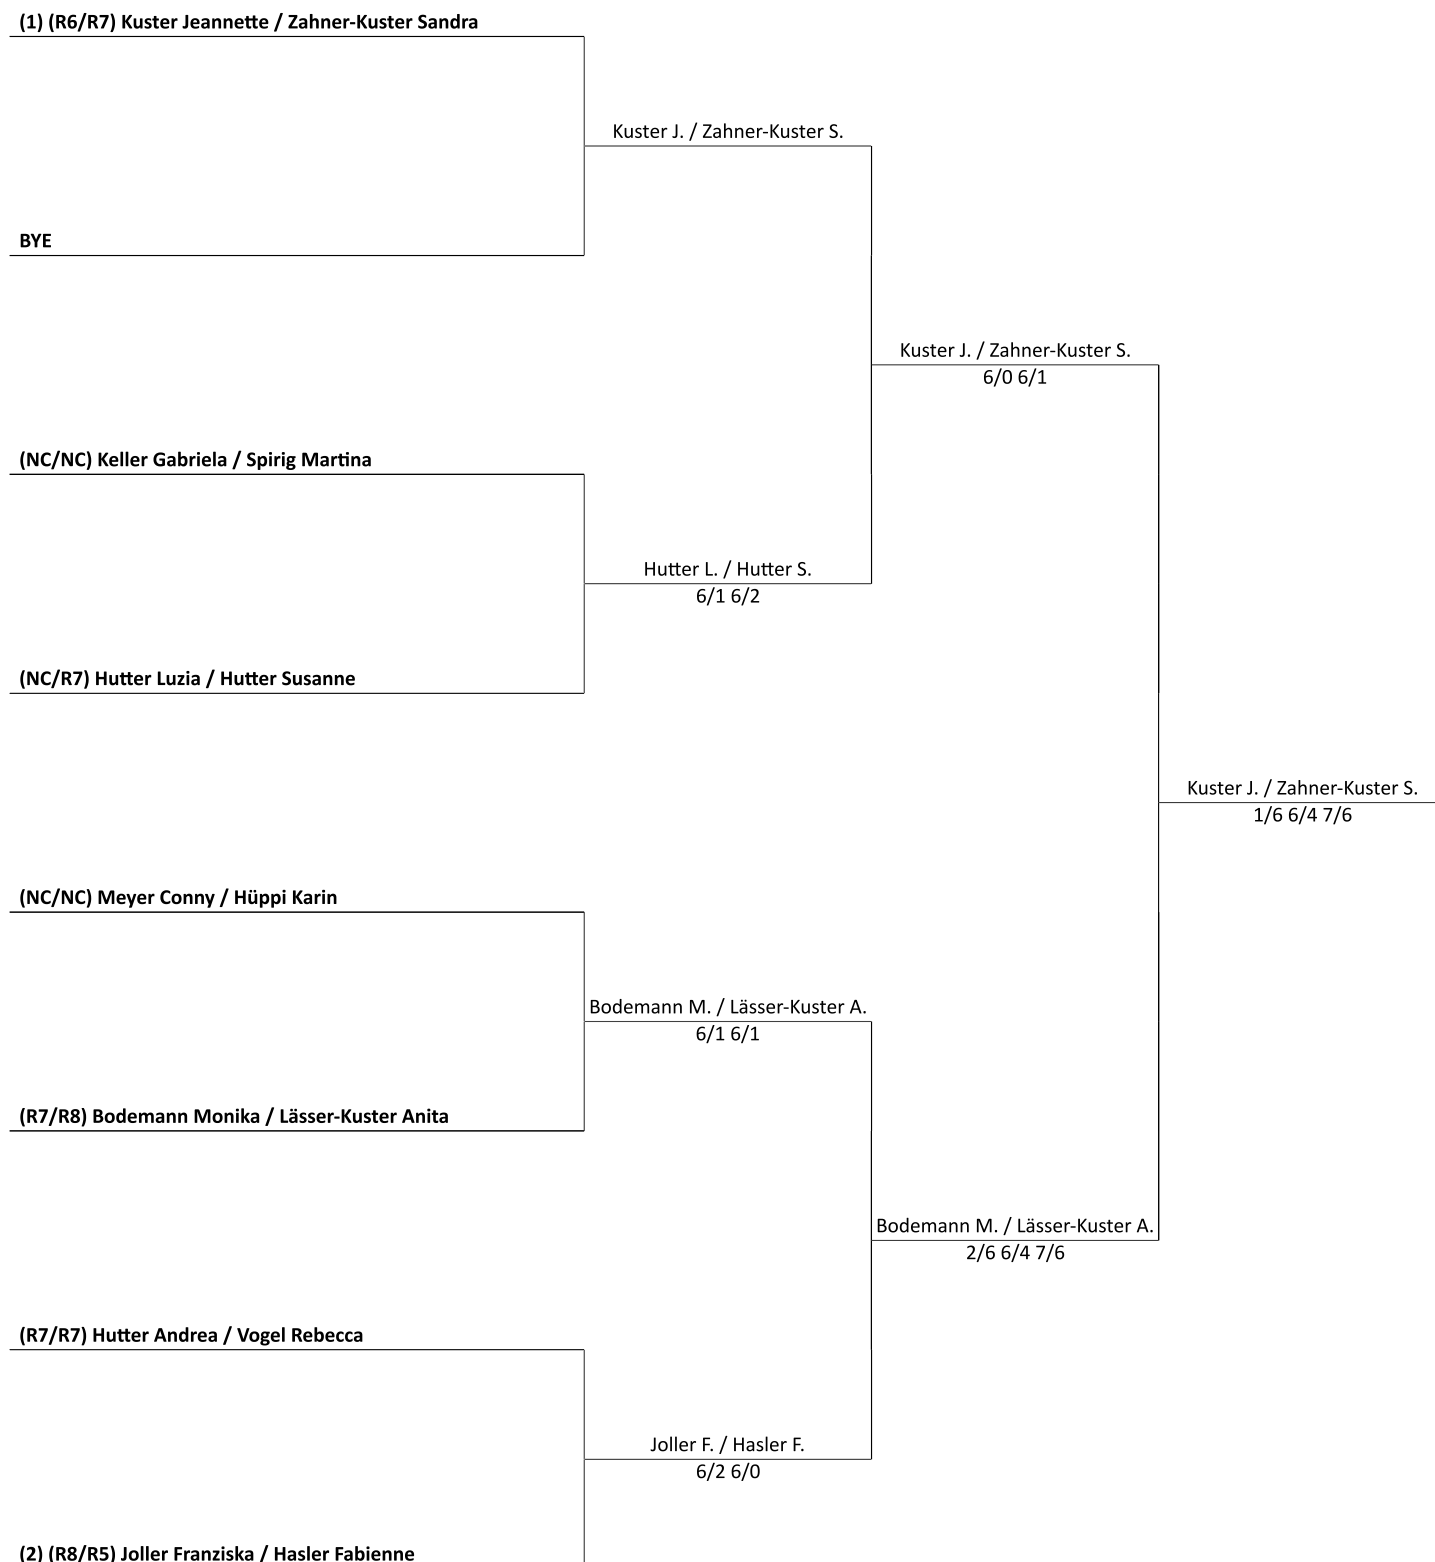 (1) (R6/R7) Kuster Jeannette / Zahner-Kuster Sandra
Kuster J. / Zahner-Kuster S.
BYE
Kuster J. / Zahner-Kuster S.
6/0 6/1
(NC/NC) Keller Gabriela / Spirig Martina
Hutter L. / Hutter S.
6/1 6/2
(NC/R7) Hutter Luzia / Hutter Susanne
Kuster J. / Zahner-Kuster S.
1/6 6/4 7/6
(NC/NC) Meyer Conny / Hüppi Karin
Bodemann M. / Lässer-Kuster A.
6/1 6/1
(R7/R8) Bodemann Monika / Lässer-Kuster Anita
Bodemann M. / Lässer-Kuster A.
2/6 6/4 7/6
(R7/R7) Hutter Andrea / Vogel Rebecca
Joller F. / Hasler F.
6/2 6/0
(2) (R8/R5) Joller Franziska / Hasler Fabienne